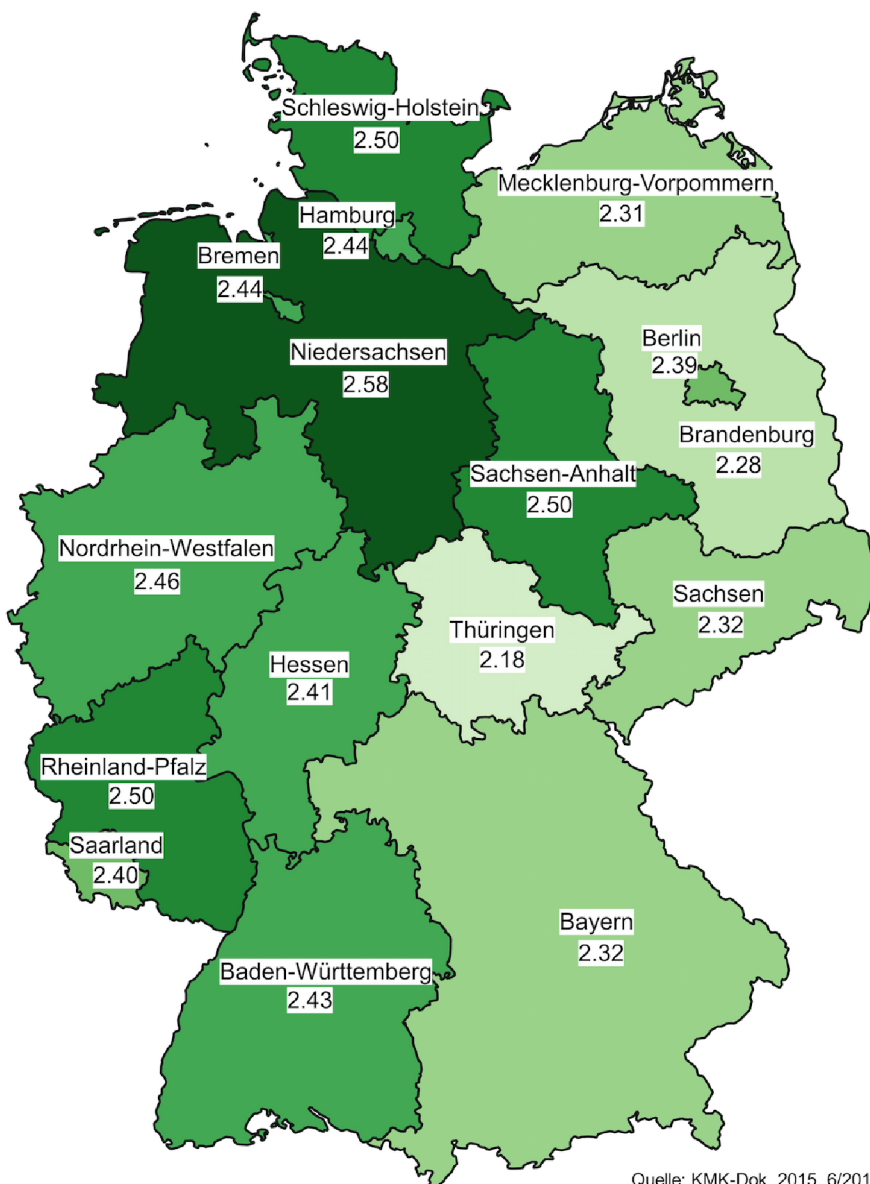 Schleswig-Holstein
2.50
Mecklenburg-Vorpommern
2.31
Hamburg
2.44
Bremen
2.44
Niedersachsen
2.58
Berlin
2.39
Brandenburg
2.28
Sachsen-Anhalt
2.50
Nordrhein-Westfalen
2.46
Sachsen
2.32
Thüringen
2.18
Hessen
2.41
Rheinland-Pfalz
2.50
Saarland
2.40
Bayern
2.32
Baden-Württemberg
2.43
Quelle: KMK-Dok. 2015, 6/201